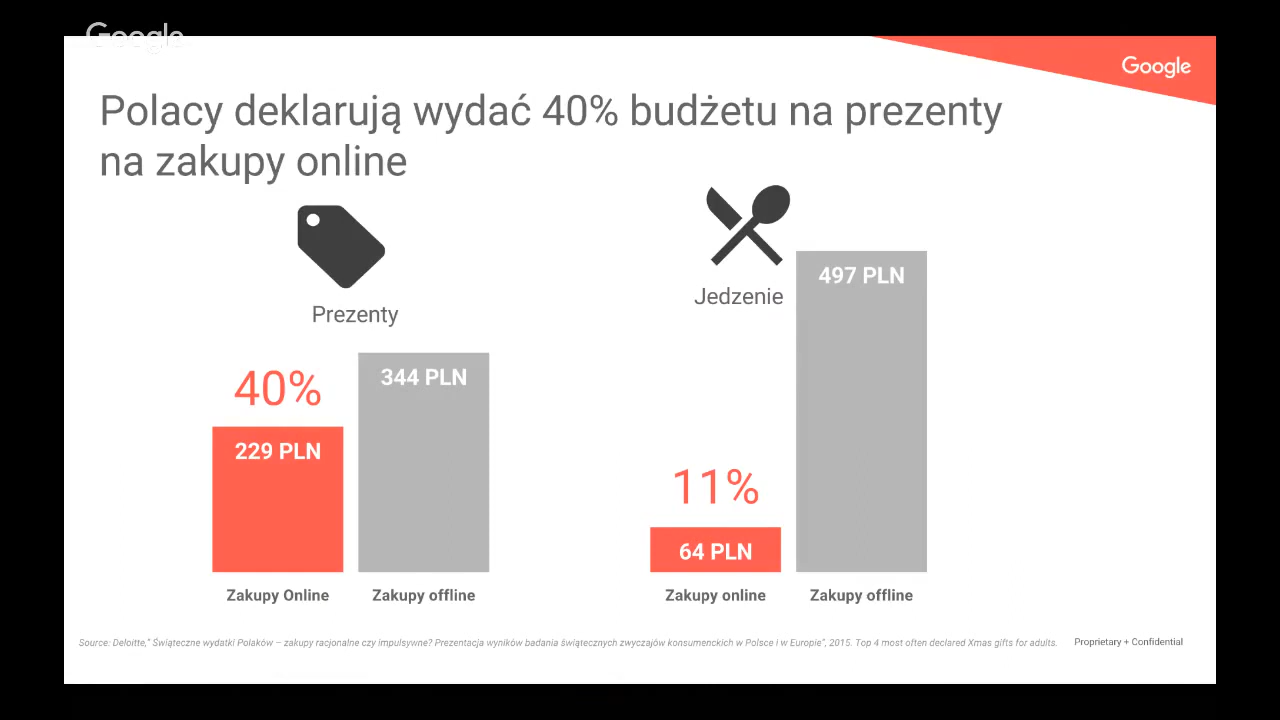 Google
Google
Polacy deklarują wydać 40% budżetu na prezenty
na zakupy online
Prezenty
40%
229 PLN
344 PLN
Zakupy Online
Zakupy offline
Jedzenie
11%
64 PLN
497 PLN
Zakupy online
Zakupy offline
Source: Deloitte,” Świąteczne wydatki Polaków – zakupy racjonalne czy impulsywne? Prezentacja wyników badania świątecznych zwyczajów konsumenckich w Polsce i w Europie”, 2015. Top 4 most often declared Xmas gifts for adults.
Proprietary + Confidential